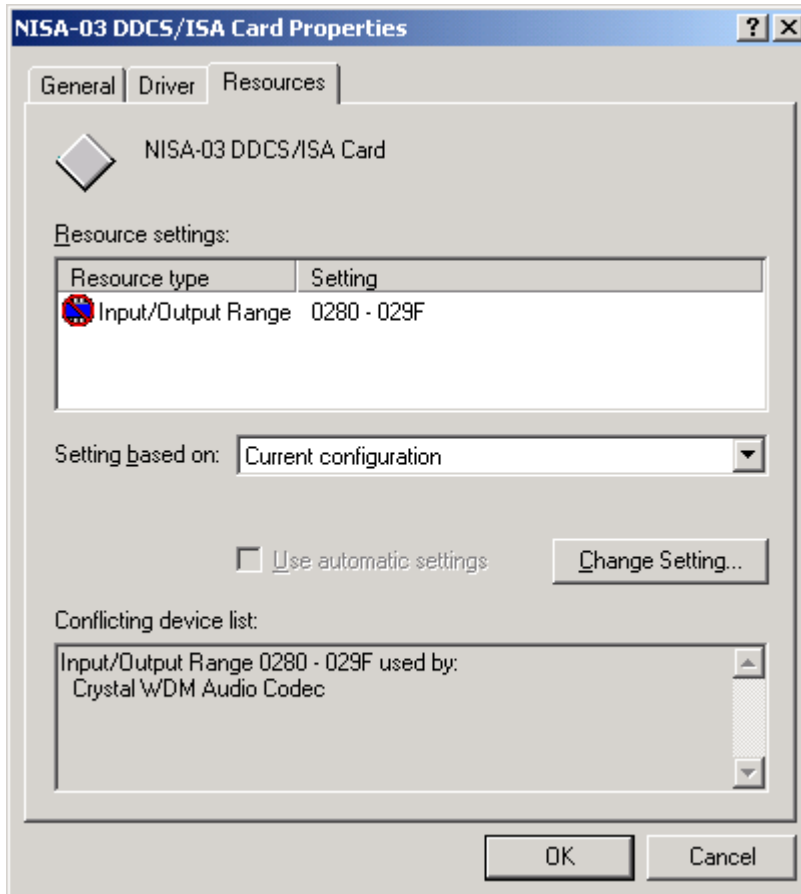 NISA-03 DDCS/ISA Card Properties
General Driver Resources
NISA-03 DDCS/ISA Card
Resource settings:
Resource type Setting
Input/Output Range 0280 - 029F
Setting based on: Current configuration
Use automatic settings Change Setting...
Conflicting device list:
Input/Output Range 0280 - 029F used by:
Crystal WDM Audio Codec
OK Cancel